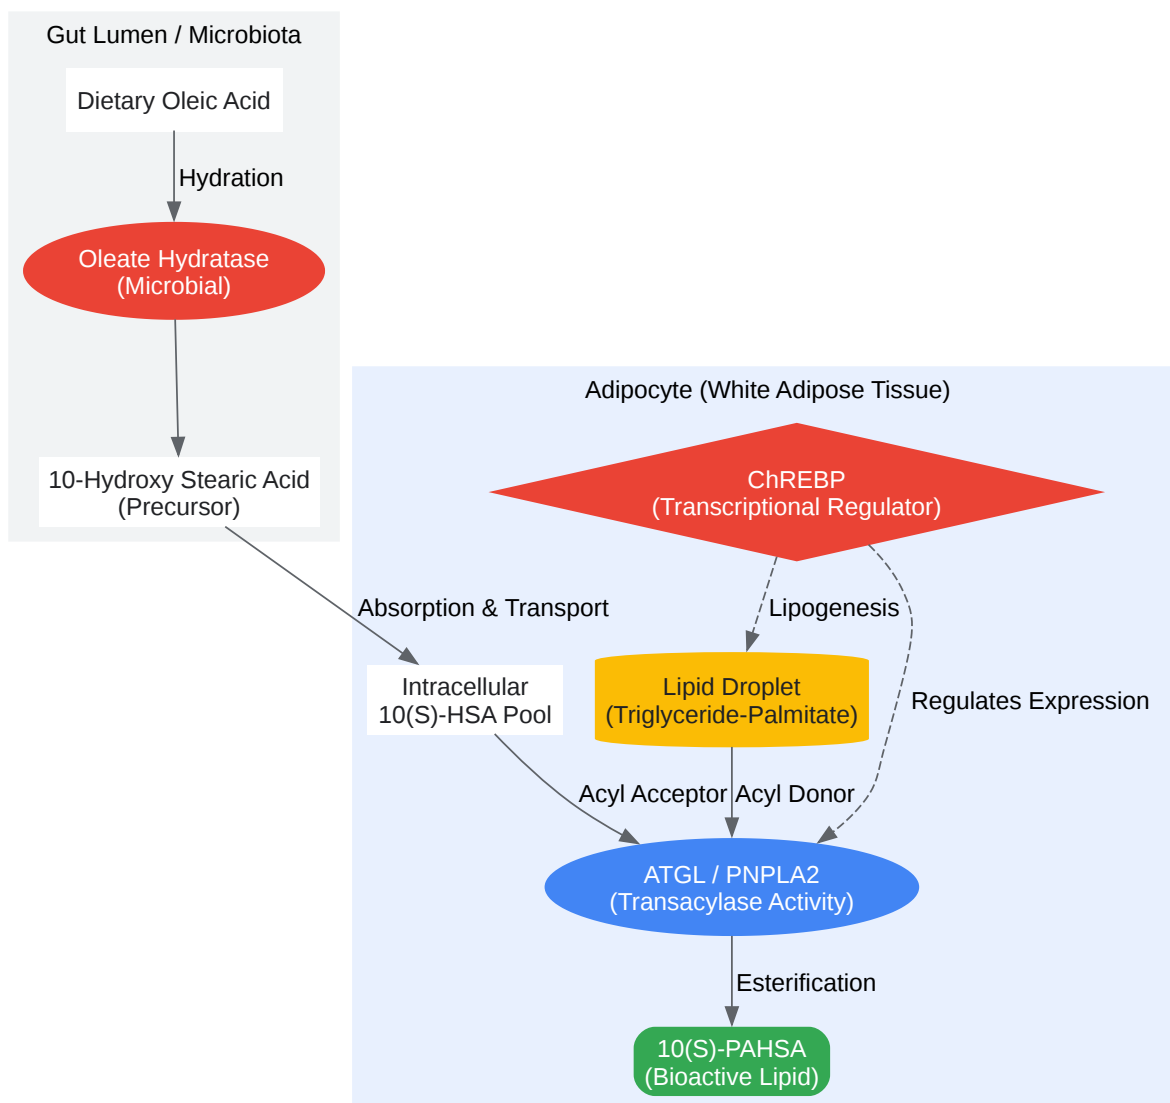 Gut Lumen / Microbiota
Dietary Oleic Acid
Hydration
Oleate Hydratase
(Microbial)
10-Hydroxy Stearic Acid
(Precursor)
Adipocyte (White Adipose Tissue)
ChREBP
(Transcriptional Regulator)
Absorption & Transport
Lipogenesis
Intracellular
10(S)-HSA Pool
Lipid Droplet
(Triglyceride-Palmitate)
Regulates Expression
Acyl Acceptor
Acyl Donor
ATGL / PNPLA2
(Transacylase Activity)
Esterification
10(S)-PAHSA
(Bioactive Lipid)